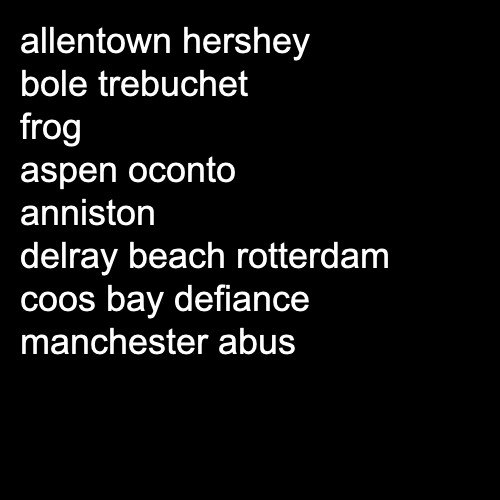 allentown hershey
bole trebuchet
frog
aspen oconto
anniston
delray beach rotterdam
coos bay defiance
manchester abus